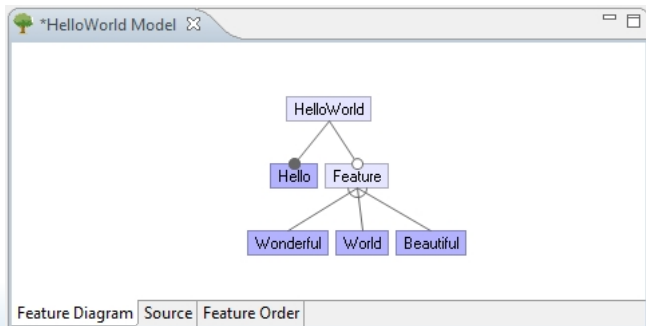 *HelloWorld Model
HelloWorld
Hello Feature
Wonderful World Beautiful
Feature Diagram Source Feature Order